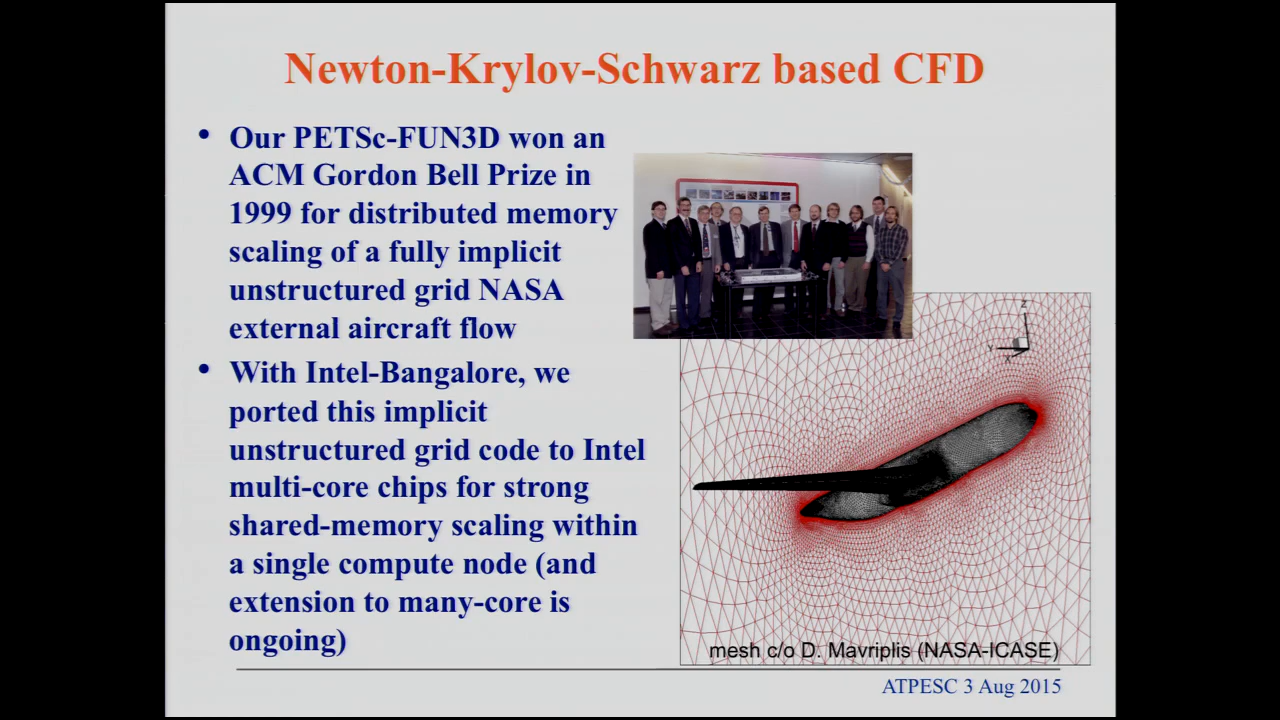 Newton-Krylov-Schwarz based CFD
• Our PETSc-FUN3D won an
ACM Gordon Bell Prize in
1999 for distributed memory
scaling of a fully implicit
unstructured grid NASA
external aircraft flow
• With Intel-Bangalore, we
ported this implicit
unstructured grid code to Intel
multi-core chips for strong
shared-memory scaling within
a single compute node (and
extension to many-core is
ongoing)
Z
Y
mesh c/o D. Mavriplis (NASA-ICASE)
ATPESC 3 Aug 2015